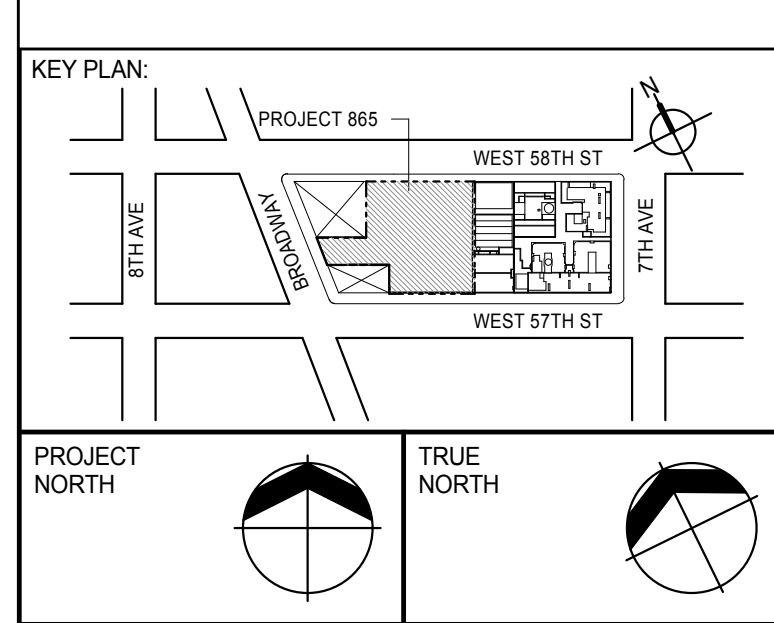 KEY PLAN:
N
PROJECT 865
WEST 58TH ST
8TH AVE
BROADWAY
7TH AVE
WEST 57TH ST
PROJECT
NORTH
TRUE
NORTH